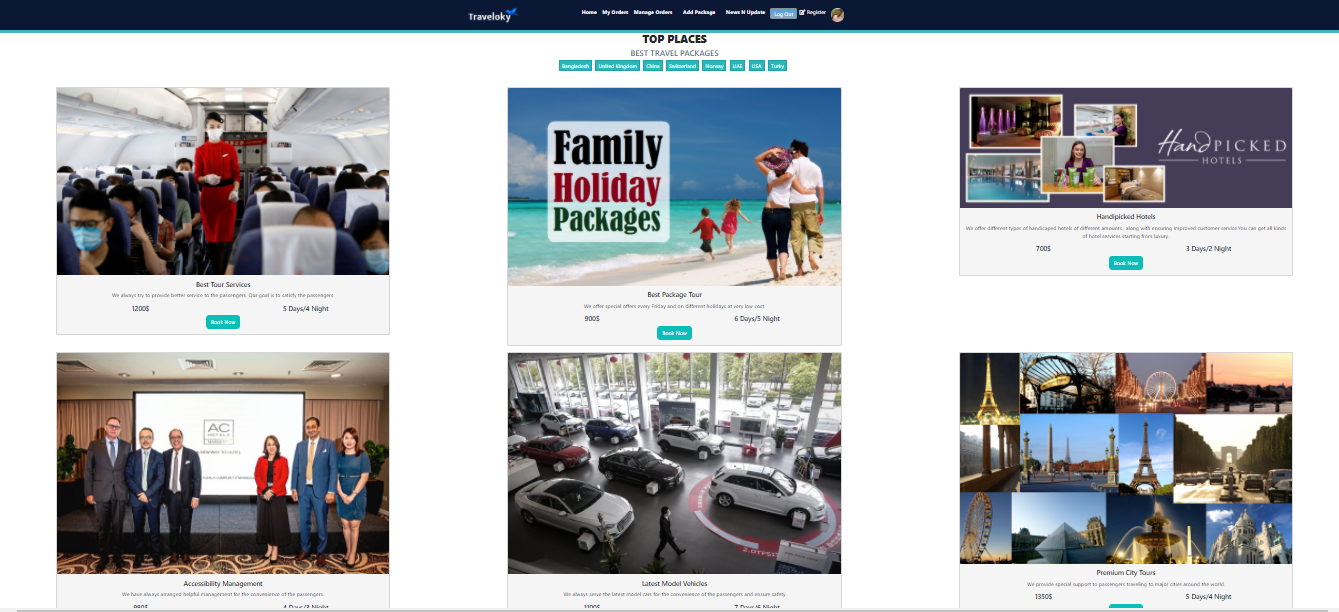 Traveloky
Home My Orders Manage Orders Add Package News N Update Log Out Register
TOP PLACES
BEST TRAVEL PACKAGES
Bangladesh United Kingdom China Switzerland Norway UAE USA Turky
Best Tour Services
We always try to provide better service to the passengers. Our goal is to satisfy the passengers.
1200$ 5 Days/4 Night
Book Now
Family
Holiday
Packages
Best Package Tour
We offer special offers every Friday and on different holidays at very low cost
900$ 6 Days/5 Night
Book Now
HandPICKED
HOTELS
Handipicked Hotels
We offer different types of handicaped hotels of different amounts, along with ensuring improved customer service.You can get all kinds
of hotel services starting from luxury.
700$ 3 Days/2 Night
Book Now
AC
HOTELS
Accessibility Management
We have always arranged helpful management for the convenience of the passengers.
980$ 4 Days/3 Night
Latest Model Vehicles
We always serve the latest model cars for the convenience of the passengers and ensure safety
1100$ 7 Days/6 Night
Premium City Tours
We provide special support to passengers traveling to major cities around the world.
1350$ 5 Days/4 Night